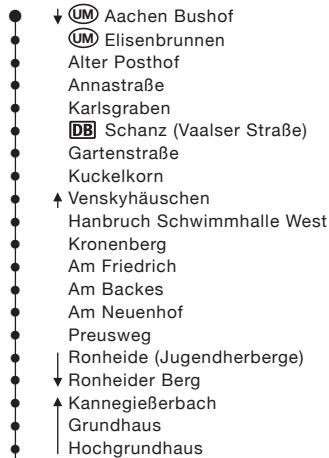 UM Aachen Bushof
UM Elisenbrunnen
Alter Posthof
Annastraße
Karlsgraben
DB Schanz (Vaalser Straße)
Gartenstraße
Kuckelkorn
Venskyhäuschen
Hanbruch Schwimmhalle West
Kronenberg
Am Friedrich
Am Backes
Am Neuenhof
Preusweg
Ronheide (Jugendherberge)
Ronheider Berg
Kannegießerbach
Grundhaus
Hochgrundhaus